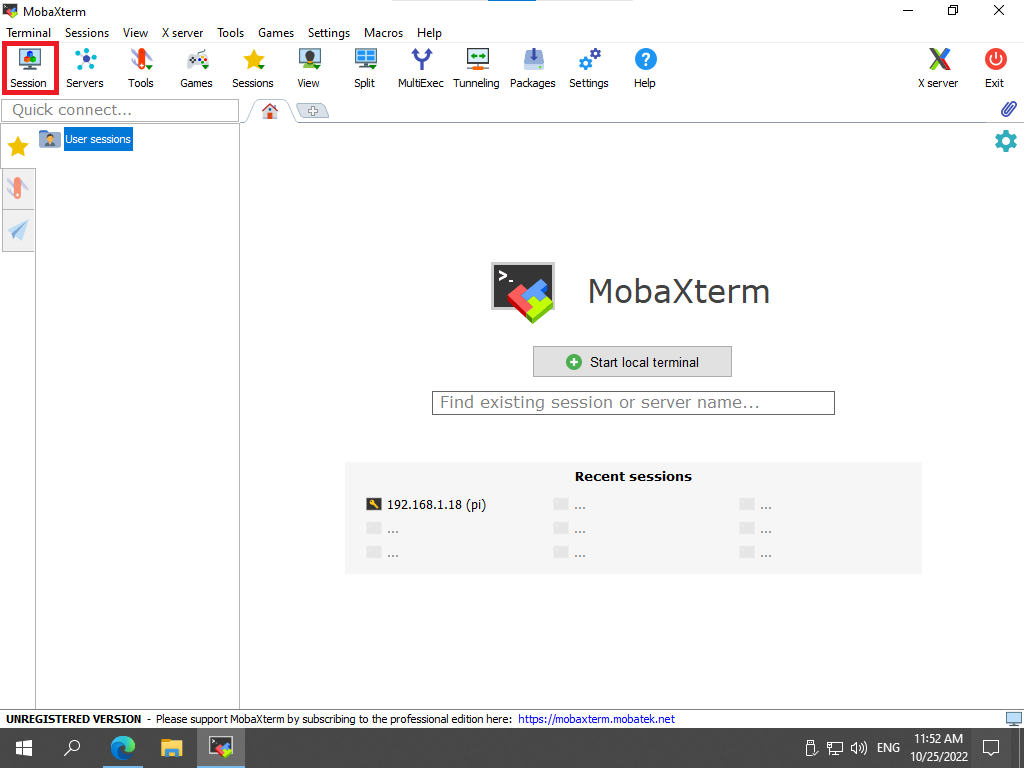 MobaXterm
Terminal Sessions View X server Tools Games Settings Macros Help
Session Servers Tools Games Sessions View Split MultiExec Tunneling Packages Settings Help X server Exit
Quick connect...
User sessions
>_
MobaXterm
Start local terminal
Find existing session or server name...
Recent sessions
192.168.1.18 (pi) ... ...
... ... ...
... ... ...
UNREGISTERED VERSION - Please support MobaXterm by subscribing to the professional edition here: https://mobaxterm.mobatek.net
ENG
11:52 AM
10/25/2022